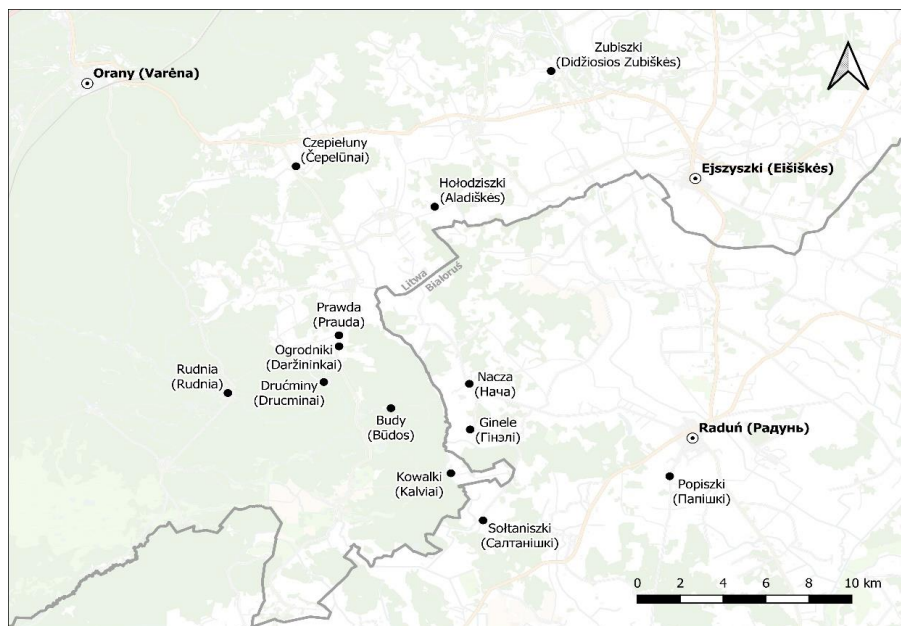 Zubiszki
(Didžiosios Zubiškės)
Orany (Varėna)
Czepiełuny
(Čepelūnai)
Ejszyszki (Eišiškės)
Hołodziszki
(Aladiškės)
Litwa
Białoruś
Prawda
(Prauda)
Ogrodniki
(Daržininkai)
Rudnia
(Rudnia)
Drućminy
(Drucminai)
Nacza
(Нача)
Budy
(Būdos)
Ginele
(Гінэлі)
Raduń (Радунь)
Kowalki
(Kalviai)
Popiszki
(Папішкі)
Sołtaniszki
(Салтанішкі)
0 2 4 6 8 10 km